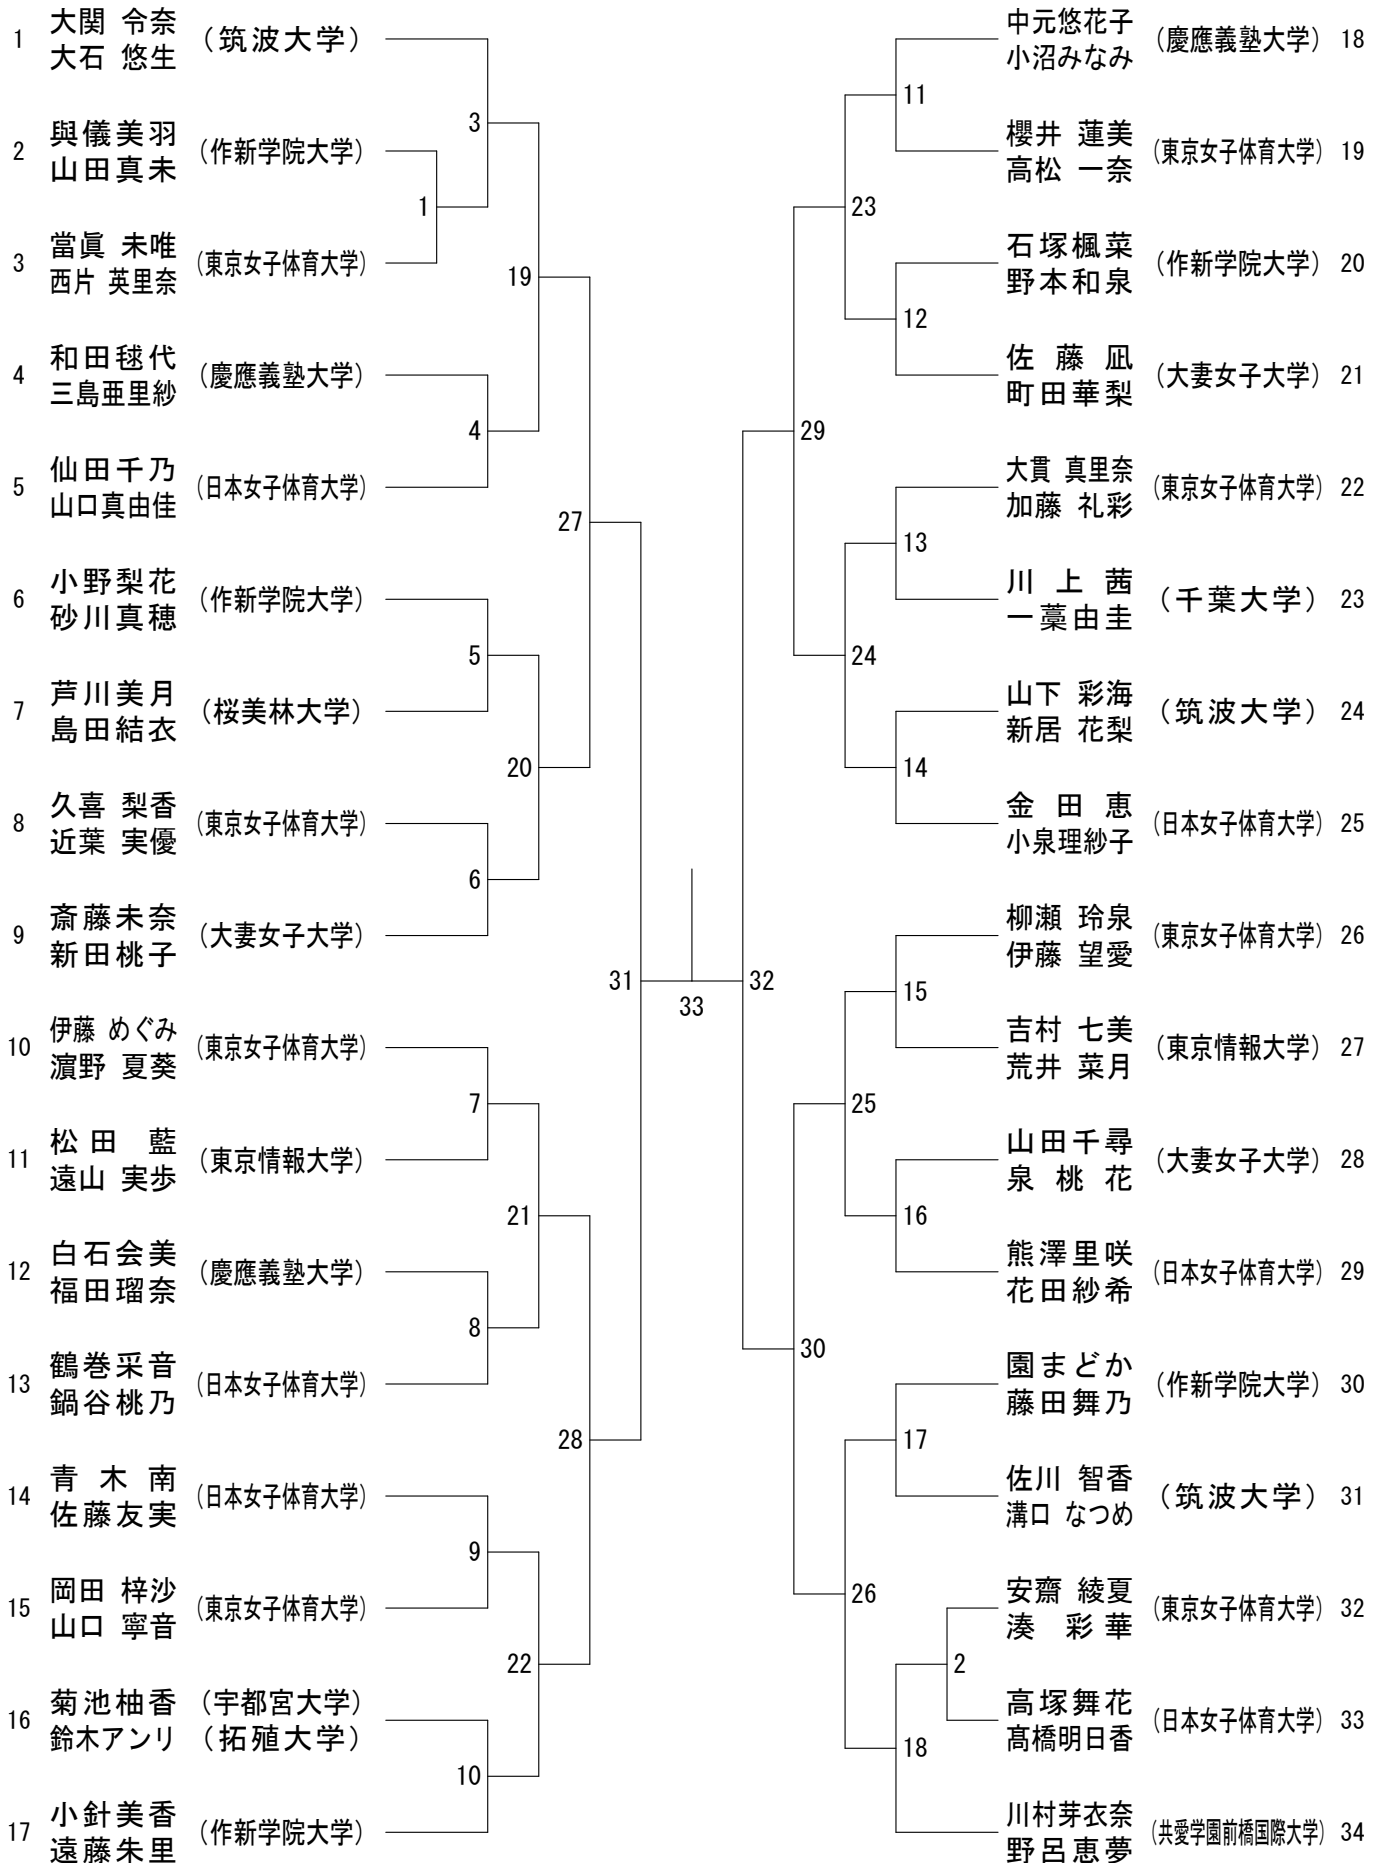 1 大関 令奈 (筑波大学)
大石 悠生
2 與儀美羽 (作新学院大学)
山田真未
3 當眞 未唯 (東京女子体育大学)
西片 英里奈
4 和田毬代 (慶應義塾大学)
三島亜里紗
5 仙田千乃 (日本女子体育大学)
山口真由佳
6 小野梨花 (作新学院大学)
砂川真穂
7 芦川美月 (桜美林大学)
島田結衣
8 久喜 梨香 (東京女子体育大学)
近葉 実優
9 斎藤未奈 (大妻女子大学)
新田桃子
10 伊藤 めぐみ (東京女子体育大学)
濵野 夏葵
11 松田 藍 (東京情報大学)
遠山 実歩
12 白石会美 (慶應義塾大学)
福田瑠奈
13 鶴巻采音 (日本女子体育大学)
鍋谷桃乃
14 青木南 (日本女子体育大学)
佐藤友実
15 岡田 梓沙 (東京女子体育大学)
山口 寧音
16 菊池柚香 (宇都宮大学)
鈴木アンリ (拓殖大学)
17 小針美香 (作新学院大学)
遠藤朱里
3
1
19
4
27
5
20
6
31
7
21
8
28
9
22
10
33
中元悠花子 (慶應義塾大学) 18
小沼みなみ
櫻井 蓮美 (東京女子体育大学) 19
高松 一奈
石塚楓菜 (作新学院大学) 20
野本和泉
佐藤凪 (大妻女子大学) 21
町田華梨
大貫 真里奈 (東京女子体育大学) 22
加藤 礼彩
川上茜 (千葉大学) 23
一藁由圭
山下 彩海 (筑波大学) 24
新居 花梨
金田恵 (日本女子体育大学) 25
小泉理紗子
柳瀬 玲泉 (東京女子体育大学) 26
伊藤 望愛
吉村 七美 (東京情報大学) 27
荒井 菜月
山田千尋 (大妻女子大学) 28
泉桃花
熊澤里咲 (日本女子体育大学) 29
花田紗希
園まどか (作新学院大学) 30
藤田舞乃
佐川 智香 (筑波大学) 31
溝口 なつめ
安齋 綾夏 (東京女子体育大学) 32
湊 彩華
高塚舞花 (日本女子体育大学) 33
髙橋明日香
川村芽衣奈 (共愛学園前橋国際大学) 34
野呂恵夢
11
23
12
29
13
24
14
32
15
25
16
30
17
26
2
18